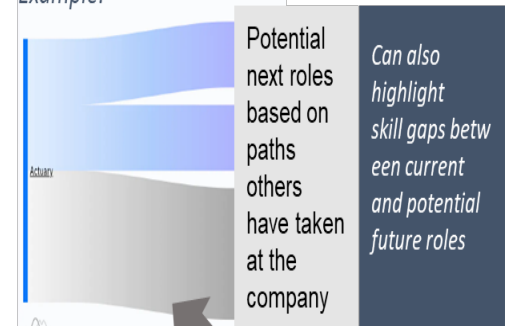 Example:
Actuary
Potential
next roles
based on
paths
others
have taken
at the
company
Can also
highlight
skill gaps betw
een current
and potential
future roles